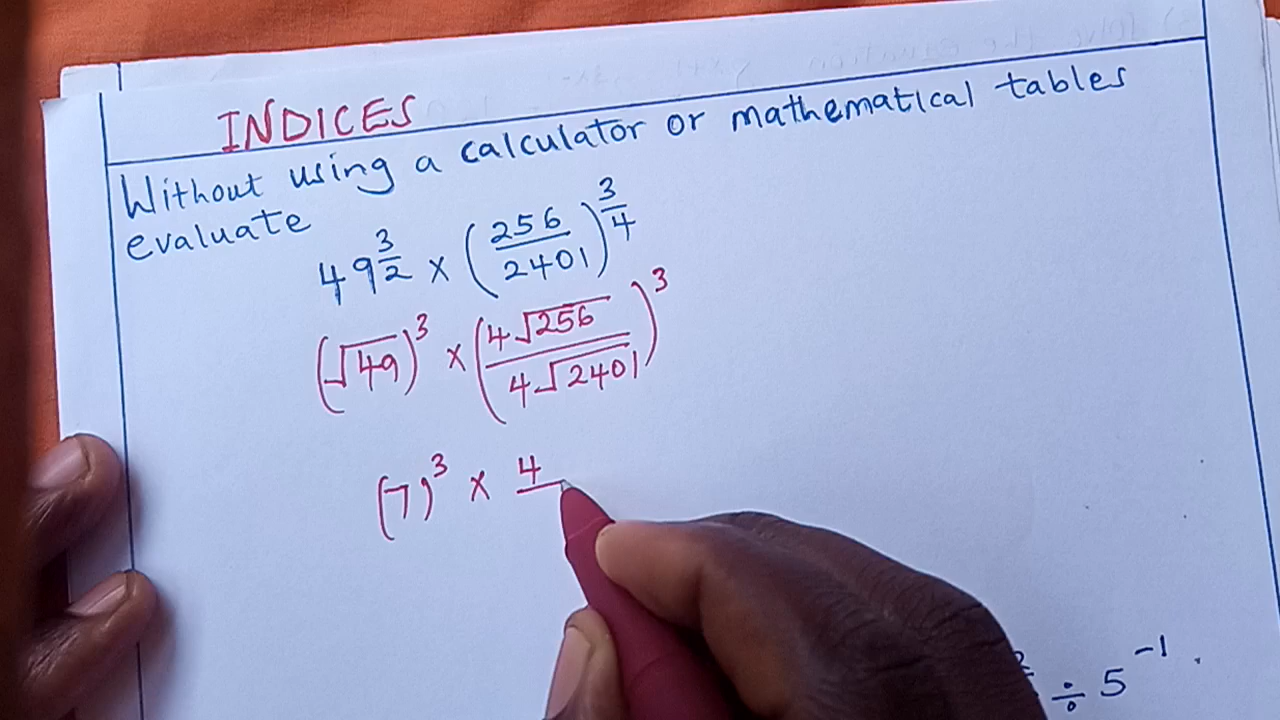 INDICES
Without using a calculator or mathematical tables
evaluate
49^(3/2) × (256/2401)^(3/4)
(√49)^3 × (4√256/4√2401)^3
(7)^3 × 4
÷ 5^-1 .